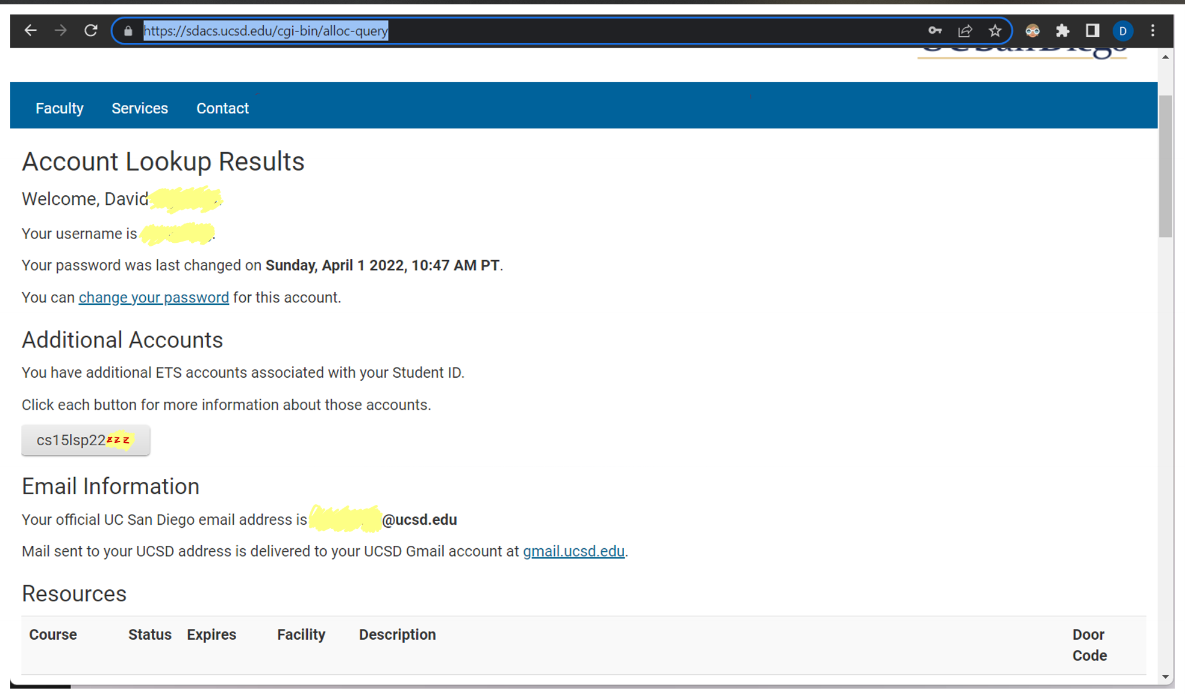 https://sdacs.ucsd.edu/cgi-bin/alloc-query
D
UC San Diego
Faculty Services Contact
Account Lookup Results
Welcome, David
Your username is .
Your password was last changed on Sunday, April 1 2022, 10:47 AM PT.
You can change your password for this account.
Additional Accounts
You have additional ETS accounts associated with your Student ID.
Click each button for more information about those accounts.
cs15lsp22zzz
Email Information
Your official UC San Diego email address is @ucsd.edu
Mail sent to your UCSD address is delivered to your UCSD Gmail account at gmail.ucsd.edu.
Resources
Course Status Expires Facility Description Door
Code